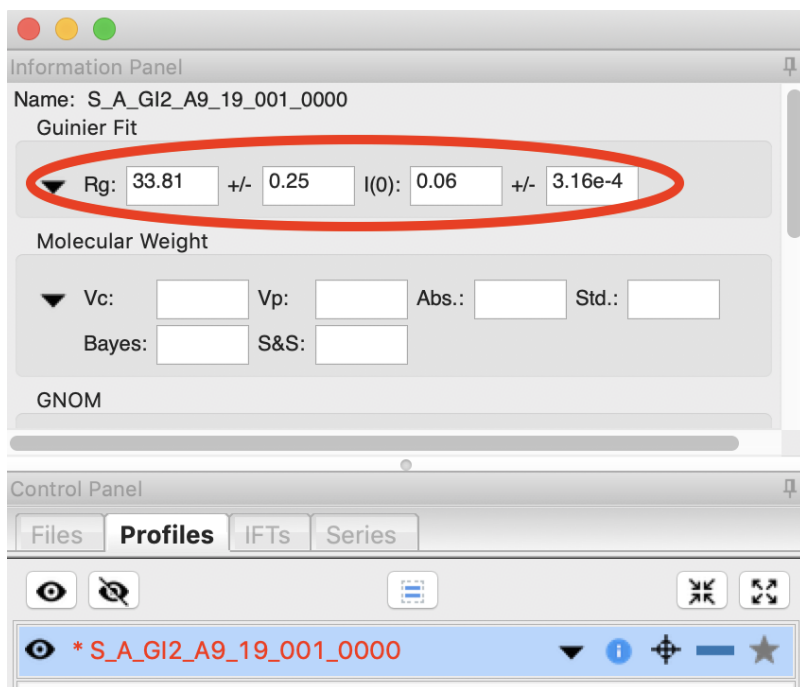 Information Panel
Name: S_A_GI2_A9_19_001_0000
Guinier Fit
Rg: 33.81 +/- 0.25 I(0): 0.06 +/- 3.16e-4
Molecular Weight
Vc: Vp: Abs.: Std.:
Bayes: S&S:
GNOM
Control Panel
Files Profiles IFTs Series
* S_A_GI2_A9_19_001_0000